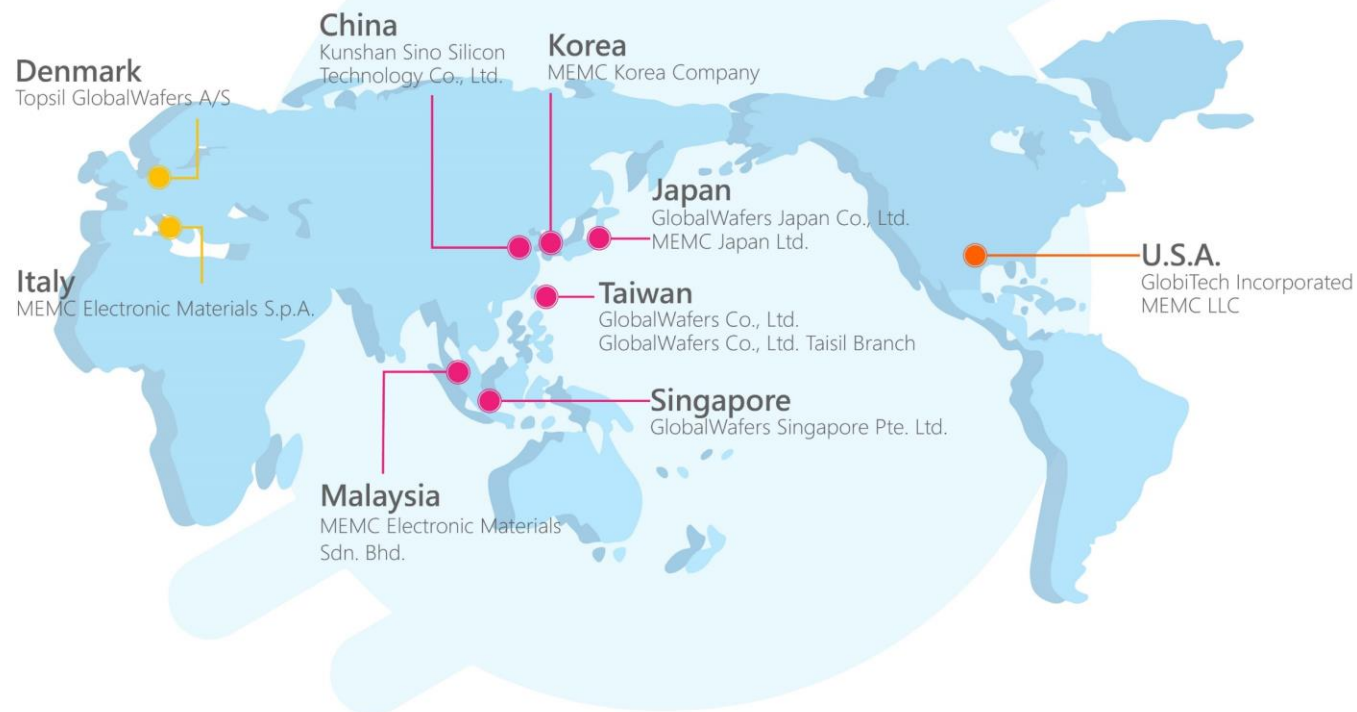 China
Kunshan Sino Silicon
Technology Co., Ltd.
Korea
MEMC Korea Company
Denmark
Topsil GlobalWafers A/S
Japan
GlobalWafers Japan Co., Ltd.
MEMC Japan Ltd.
U.S.A.
GlobiTech Incorporated
MEMC LLC
Italy
MEMC Electronic Materials S.p.A.
Taiwan
GlobalWafers Co., Ltd.
GlobalWafers Co., Ltd. Taisil Branch
Singapore
GlobalWafers Singapore Pte. Ltd.
Malaysia
MEMC Electronic Materials
Sdn. Bhd.